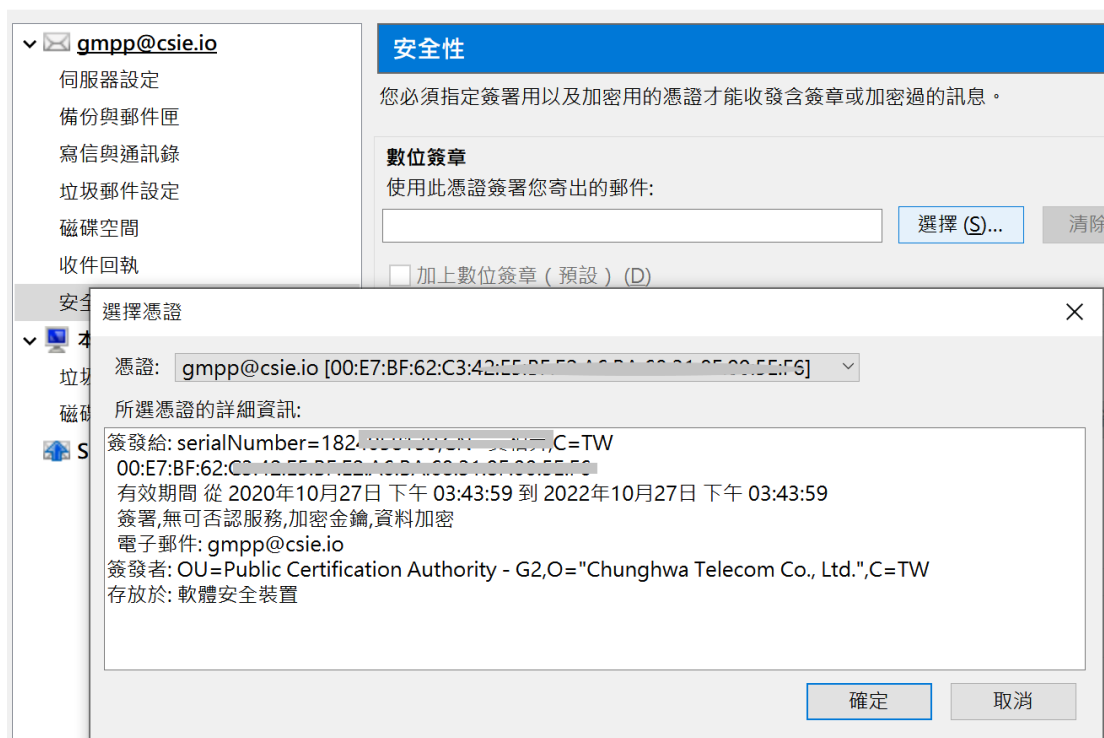 gmpp@csie.io
伺服器設定
備份與郵件匣
寫信與通訊錄
垃圾郵件設定
磁碟空間
收件回執
安全
本
垃圾
磁碟
S
安全性
您必須指定簽署用以及加密用的憑證才能收發含簽章或加密過的訊息。
數位簽章
使用此憑證簽署您寄出的郵件:
選擇 (S)... 清除
加上數位簽章（預設）(D)
選擇憑證
憑證: gmpp@csie.io [00:E7:BF:62:C3:
所選憑證的詳細資訊:
簽發給: serialNumber=182 ,C=TW
00:E7:BF:62:
有效期間 從 2020年10月27日 下午 03:43:59 到 2022年10月27日 下午 03:43:59
簽署,無可否認服務,加密金鑰,資料加密
電子郵件: gmpp@csie.io
簽發者: OU=Public Certification Authority - G2,O="Chunghwa Telecom Co., Ltd.",C=TW
存放於: 軟體安全裝置
確定 取消